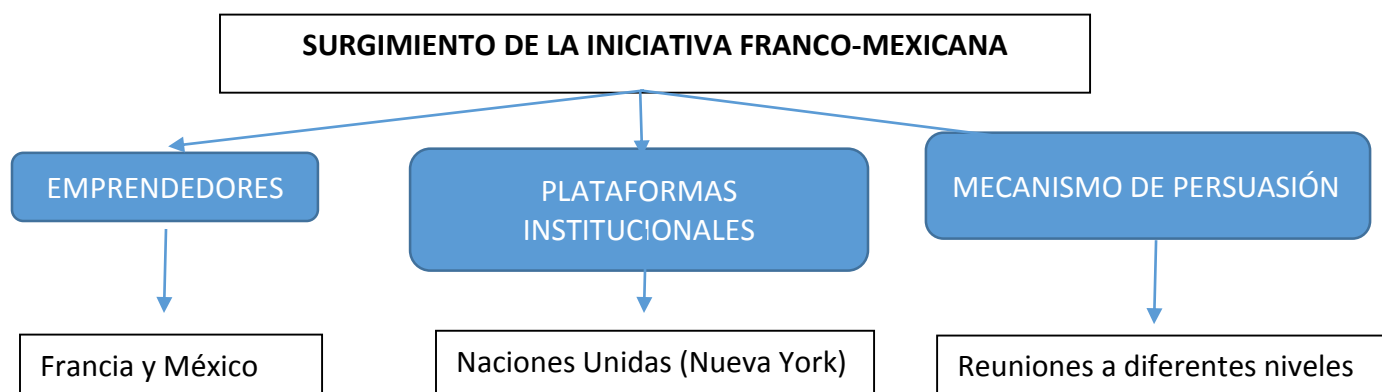 SURGIMIENTO DE LA INICIATIVA FRANCO-MEXICANA
EMPRENDEDORES
PLATAFORMAS
INSTITUCIONALES
MECANISMO DE PERSUASIÓN
Francia y México
Naciones Unidas (Nueva York)
Reuniones a diferentes niveles